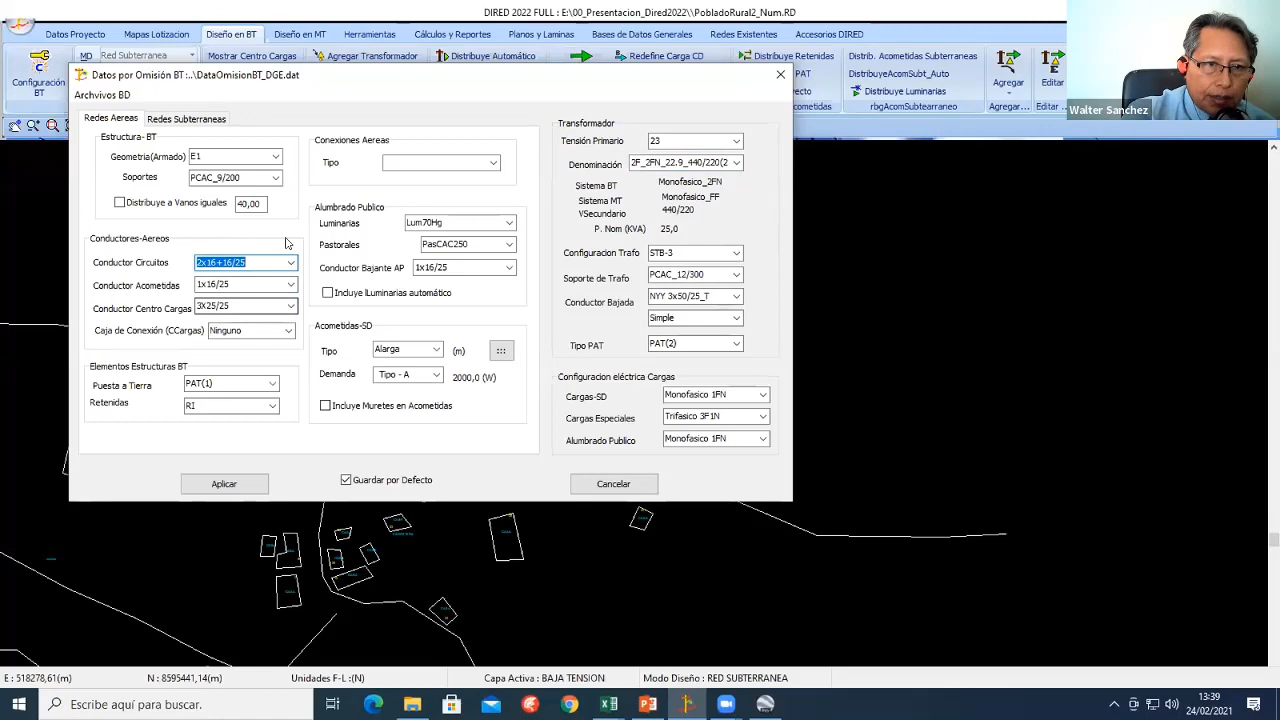 DIRED 2022 FULL : E:\00_Presentacion_Dired2022\\PobladoRural2_Num.RD
Datos Proyecto Mapas Lotización Diseño en BT Diseño en MT Herramientas Cálculos y Reportes Planos y Laminas Bases de Datos Generales Redes Existentes Accesorios DIRED
MD Red Subterranea Mostrar Centro Cargas Agregar Transformador Distribuye Automático Redefine Carga CD Distribuye Retenidas Distrib. Acometidas Subterranea
Configuración BT
DistribuyeAcomSubt_Auto
Distribuye Luminarias
rbgAcomSubtearraneo
Agregar
Editar
Agregar...
Editar ...
Walter Sanchez
Datos por Omisión BT :..\DataOmisionBT_DGE.dat
Archivos BD
Redes Aereas Redes Subterraneas
Estructura- BT
Geometria(Armado) E1
Soportes PCAC_9/200
Distribuye a Vanos iguales 40,00
Conductores-Aereos
Conductor Circuitos 2x16+16/25
Conductor Acometidas 1x16/25
Conductor Centro Cargas 3X25/25
Caja de Conexión (CCargas) Ninguno
Elementos Estructuras BT
Puesta a Tierra PAT(1)
Retenidas RI
Conexiones Aereas
Tipo
Alumbrado Publico
Luminarias Lum70Hg
Pastorales PasCAC250
Conductor Bajante AP 1x16/25
Incluye lLuminarias automático
Acometidas-SD
Tipo Alarga (m) :::
Demanda Tipo - A 2000,0 (W)
Incluye Muretes en Acometidas
Transformador
Tensión Primario 23
Denominación 2F_2FN_22.9_440/220(2
Sistema BT Monofasico_2FN
Sistema MT Monofasico_FF
VSecundario 440/220
P. Nom (KVA) 25,0
Configuración Trafo STB-3
Soporte de Trafo PCAC_12/300
Conductor Bajada NYY 3x50/25_T
Simple
Tipo PAT PAT(2)
Configuracion eléctrica Cargas
Cargas-SD Monofasico 1FN
Cargas Especiales Trifasico 3F1N
Alumbrado Publico Monofasico 1FN
Aplicar Guardar por Defecto Cancelar
E : 518278,61(m) N : 8595441,14(m) Unidades F-L :(N) Capa Activa : BAJA TENSION Modo Diseño : RED SUBTERRANEA
Escribe aquí para buscar.
13:39
24/02/2021